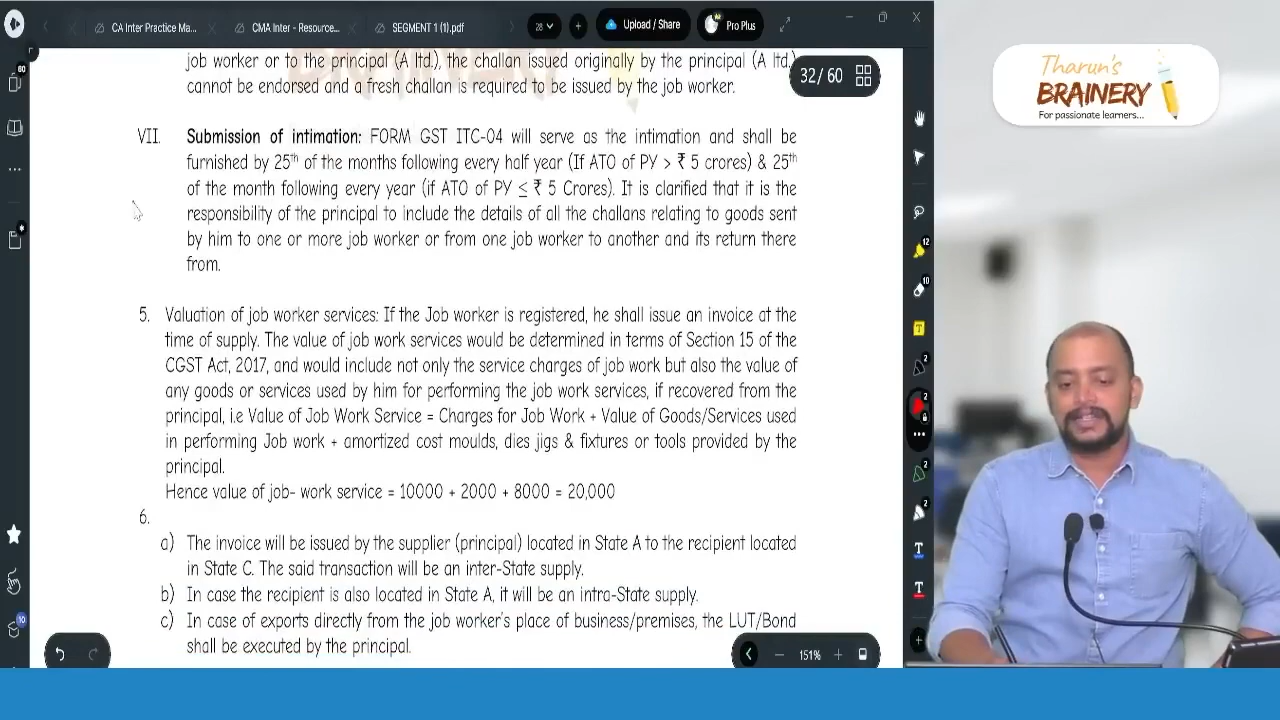 CA Inter Practice Ma...
CMA Inter - Resource...
SEGMENT 1 (1).pdf
28
Upload / Share
Pro Plus
32/ 60
Tharun's
BRAINERY
For passionate learners...
job worker or to the principal (A ltd.), the challan issued originally by the principal (A ltd.)
cannot be endorsed and a fresh challan is required to be issued by the job worker.
VII. Submission of intimation: FORM GST ITC-04 will serve as the intimation and shall be
furnished by 25th of the months following every half year (If ATO of PY > ₹ 5 crores) & 25th
of the month following every year (if ATO of PY ≤ ₹ 5 Crores). It is clarified that it is the
responsibility of the principal to include the details of all the challans relating to goods sent
by him to one or more job worker or from one job worker to another and its return there
from.
5. Valuation of job worker services: If the Job worker is registered, he shall issue an invoice at the
time of supply. The value of job work services would be determined in terms of Section 15 of the
CGST Act, 2017, and would include not only the service charges of job work but also the value of
any goods or services used by him for performing the job work services, if recovered from the
principal. i.e Value of Job Work Service = Charges for Job Work + Value of Goods/Services used
in performing Job work + amortized cost moulds, dies jigs & fixtures or tools provided by the
principal.
Hence value of job- work service = 10000 + 2000 + 8000 = 20,000
6.
a) The invoice will be issued by the supplier (principal) located in State A to the recipient located
in State C. The said transaction will be an inter-State supply.
b) In case the recipient is also located in State A, it will be an intra-State supply.
c) In case of exports directly from the job worker's place of business/premises, the LUT/Bond
shall be executed by the principal.
151%